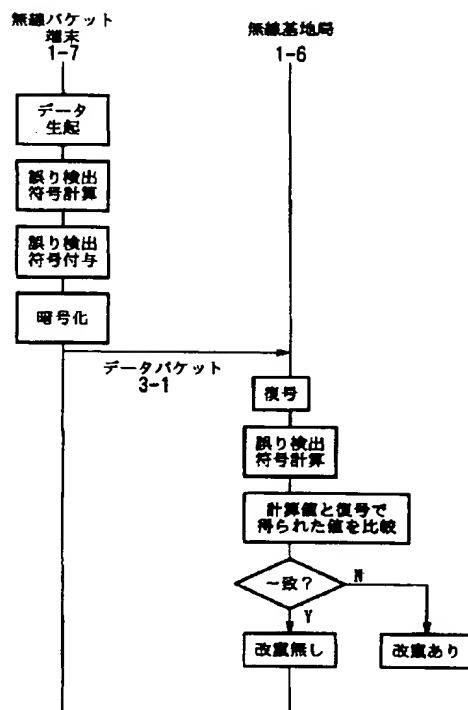 無線パケット
端末
1-7
無線基地局
1-6
データ
生起
誤り検出
符号計算
誤り検出
符号付与
暗号化
データパケット
3-1
復号
誤り検出
符号計算
計算値と復号で
得られた値を比較
一致?
N
Y
改竄無し
改竄あり